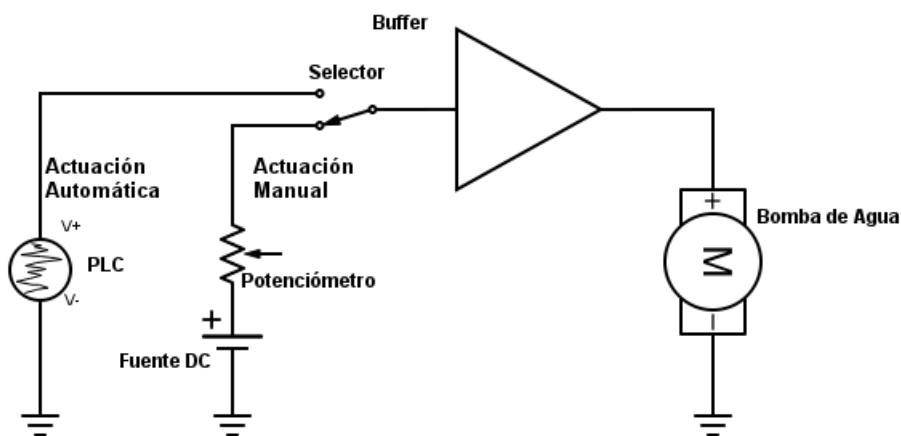 Buffer
Selector
Actuación
Automática
V+
PLC
V-
Actuación
Manual
Potenciómetro
+
Fuente DC
+
M
−
Bomba de Agua